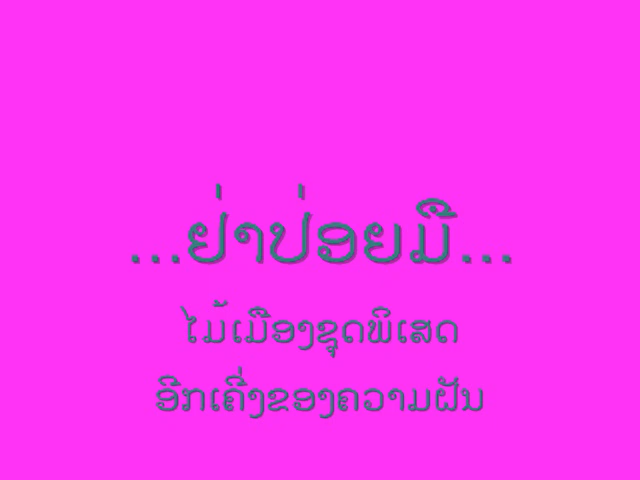 ...ຢ່າປ່ອຍມື...
ໄມ້ເມືອງຊຸດພິເສດ
ອີກເຄິ່ງຂອງຄວາມຝັນ